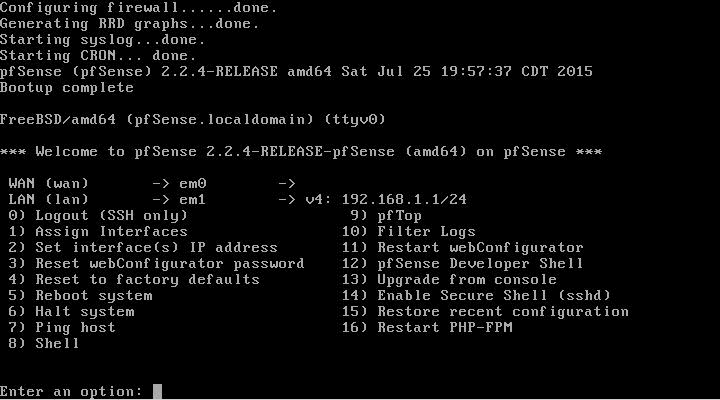 Configuring firewall......done.
Generating RRD graphs...done.
Starting syslog...done.
Starting CRON... done.
pfSense (pfSense) 2.2.4-RELEASE amd64 Sat Jul 25 19:57:37 CDT 2015
Bootup complete

FreeBSD/amd64 (pfSense.localdomain) (ttyv0)

*** Welcome to pfSense 2.2.4-RELEASE-pfSense (amd64) on pfSense ***

 WAN (wan)       -> em0        ->
 LAN (lan)       -> em1        -> v4: 192.168.1.1/24
 0) Logout (SSH only)                  9) pfTop
 1) Assign Interfaces                 10) Filter Logs
 2) Set interface(s) IP address       11) Restart webConfigurator
 3) Reset webConfigurator password    12) pfSense Developer Shell
 4) Reset to factory defaults         13) Upgrade from console
 5) Reboot system                     14) Enable Secure Shell (sshd)
 6) Halt system                       15) Restore recent configuration
 7) Ping host                         16) Restart PHP-FPM
 8) Shell

Enter an option: